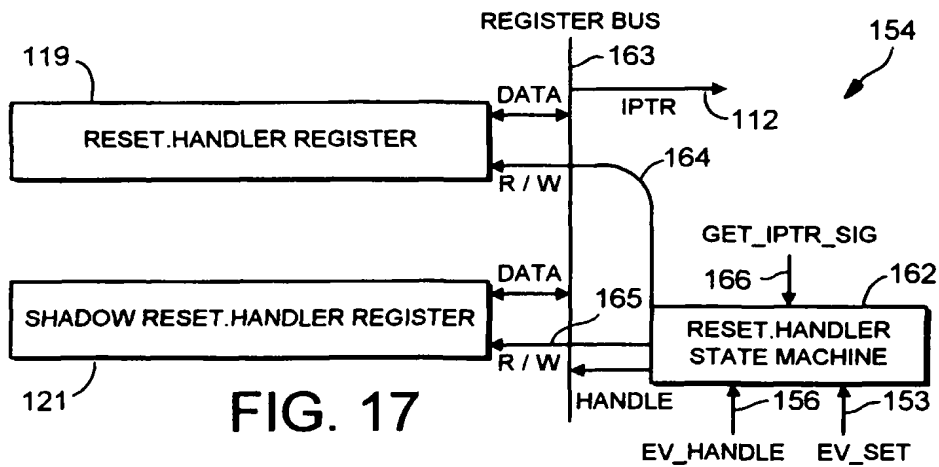 REGISTER BUS
154
119
163
DATA
IPTR
112
RESET.HANDLER REGISTER
164
R / W
GET_IPTR_SIG
DATA
166
162
165
SHADOW RESET.HANDLER REGISTER
RESET.HANDLER
STATE MACHINE
R / W
121
FIG. 17
HANDLE
156
153
EV_HANDLE
EV_SET